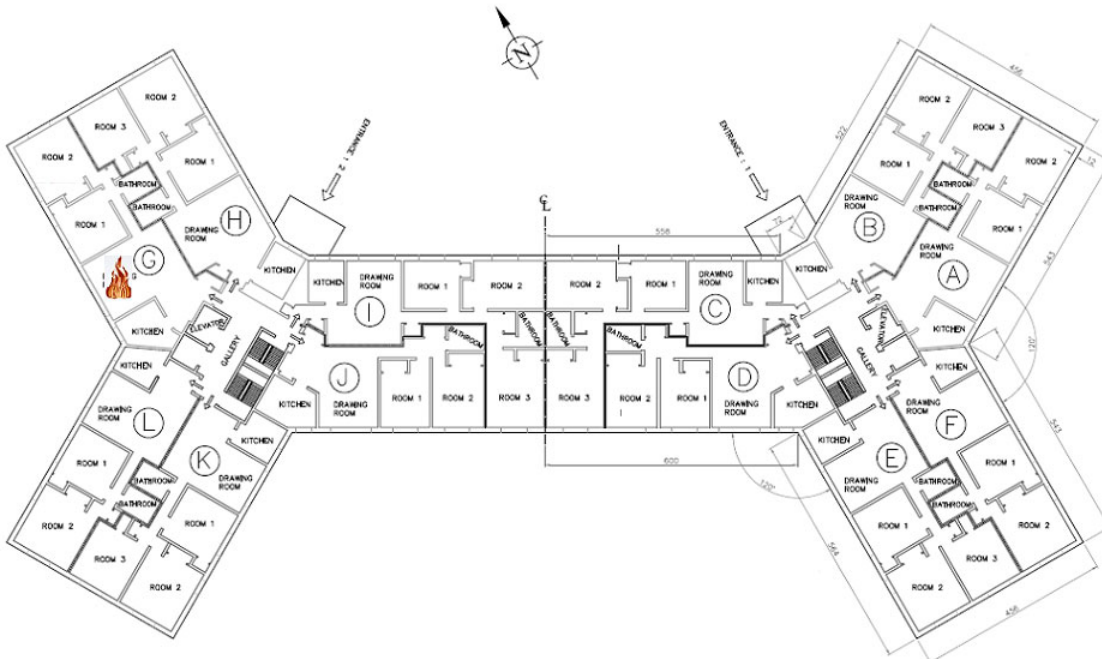 N
ENTRANCE : 2
ENTRANCE : 1
℄
ROOM 2
ROOM 3
ROOM 2
ROOM 1
BATHROOM
BATHROOM
ROOM 1
DRAWING
ROOM
H
G
KITCHEN
KITCHEN
ELEVATOR
GALLERY
KITCHEN
DRAWING
ROOM
I
ROOM 1
ROOM 2
BATHROOM
BATHROOM
J
KITCHEN
DRAWING
ROOM
ROOM 1
ROOM 2
ROOM 3
KITCHEN
DRAWING
ROOM
L
KITCHEN
K
DRAWING
ROOM
ROOM 1
BATHROOM
BATHROOM
ROOM 1
ROOM 2
ROOM 3
ROOM 2
558
72
ROOM 2
ROOM 1
C
DRAWING
ROOM
KITCHEN
BATHROOM
BATHROOM
ROOM 3
ROOM 2
ROOM 1
D
DRAWING
ROOM
KITCHEN
600
120°
456
522
12
543
ROOM 2
ROOM 3
ROOM 2
ROOM 1
BATHROOM
BATHROOM
ROOM 1
DRAWING
ROOM
B
DRAWING
ROOM
A
KITCHEN
KITCHEN
ELEVATOR
GALLERY
120°
KITCHEN
DRAWING
ROOM
F
KITCHEN
E
DRAWING
ROOM
ROOM 1
BATHROOM
BATHROOM
ROOM 1
ROOM 2
ROOM 3
ROOM 2
543
564
456